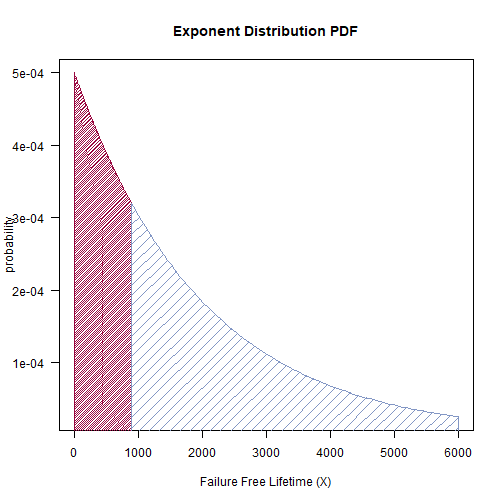 Exponent Distribution PDF
probability
5e-04
4e-04
3e-04
2e-04
1e-04
0 1000 2000 3000 4000 5000 6000
Failure Free Lifetime (X)